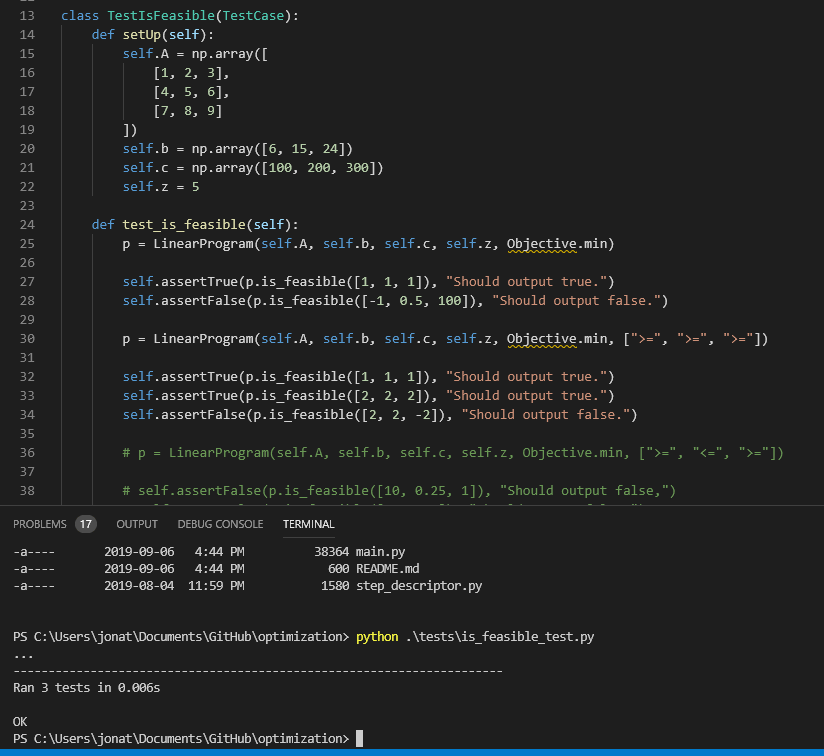 13 class TestIsFeasible(TestCase):
14     def setUp(self):
15         self.A = np.array([
16             [1, 2, 3],
17             [4, 5, 6],
18             [7, 8, 9]
19         ])
20         self.b = np.array([6, 15, 24])
21         self.c = np.array([100, 200, 300])
22         self.z = 5
23
24     def test_is_feasible(self):
25         p = LinearProgram(self.A, self.b, self.c, self.z, Objective.min)
26
27         self.assertTrue(p.is_feasible([1, 1, 1]), "Should output true.")
28         self.assertFalse(p.is_feasible([-1, 0.5, 100]), "Should output false.")
29
30         p = LinearProgram(self.A, self.b, self.c, self.z, Objective.min, [">=", ">=", ">="])
31
32         self.assertTrue(p.is_feasible([1, 1, 1]), "Should output true.")
33         self.assertTrue(p.is_feasible([2, 2, 2]), "Should output true.")
34         self.assertFalse(p.is_feasible([2, 2, -2]), "Should output false.")
35
36         # p = LinearProgram(self.A, self.b, self.c, self.z, Objective.min, [">=", "<=", ">="])
37
38         # self.assertFalse(p.is_feasible([10, 0.25, 1]), "Should output false,")
PROBLEMS 17 OUTPUT DEBUG CONSOLE TERMINAL
-a---- 2019-09-06 4:44 PM 38364 main.py
-a---- 2019-09-06 4:44 PM 600 README.md
-a---- 2019-08-04 11:59 PM 1580 step_descriptor.py
PS C:\Users\jonat\Documents\GitHub\optimization> python .\tests\is_feasible_test.py
...
----------------------------------------------------------------------
Ran 3 tests in 0.006s
OK
PS C:\Users\jonat\Documents\GitHub\optimization>